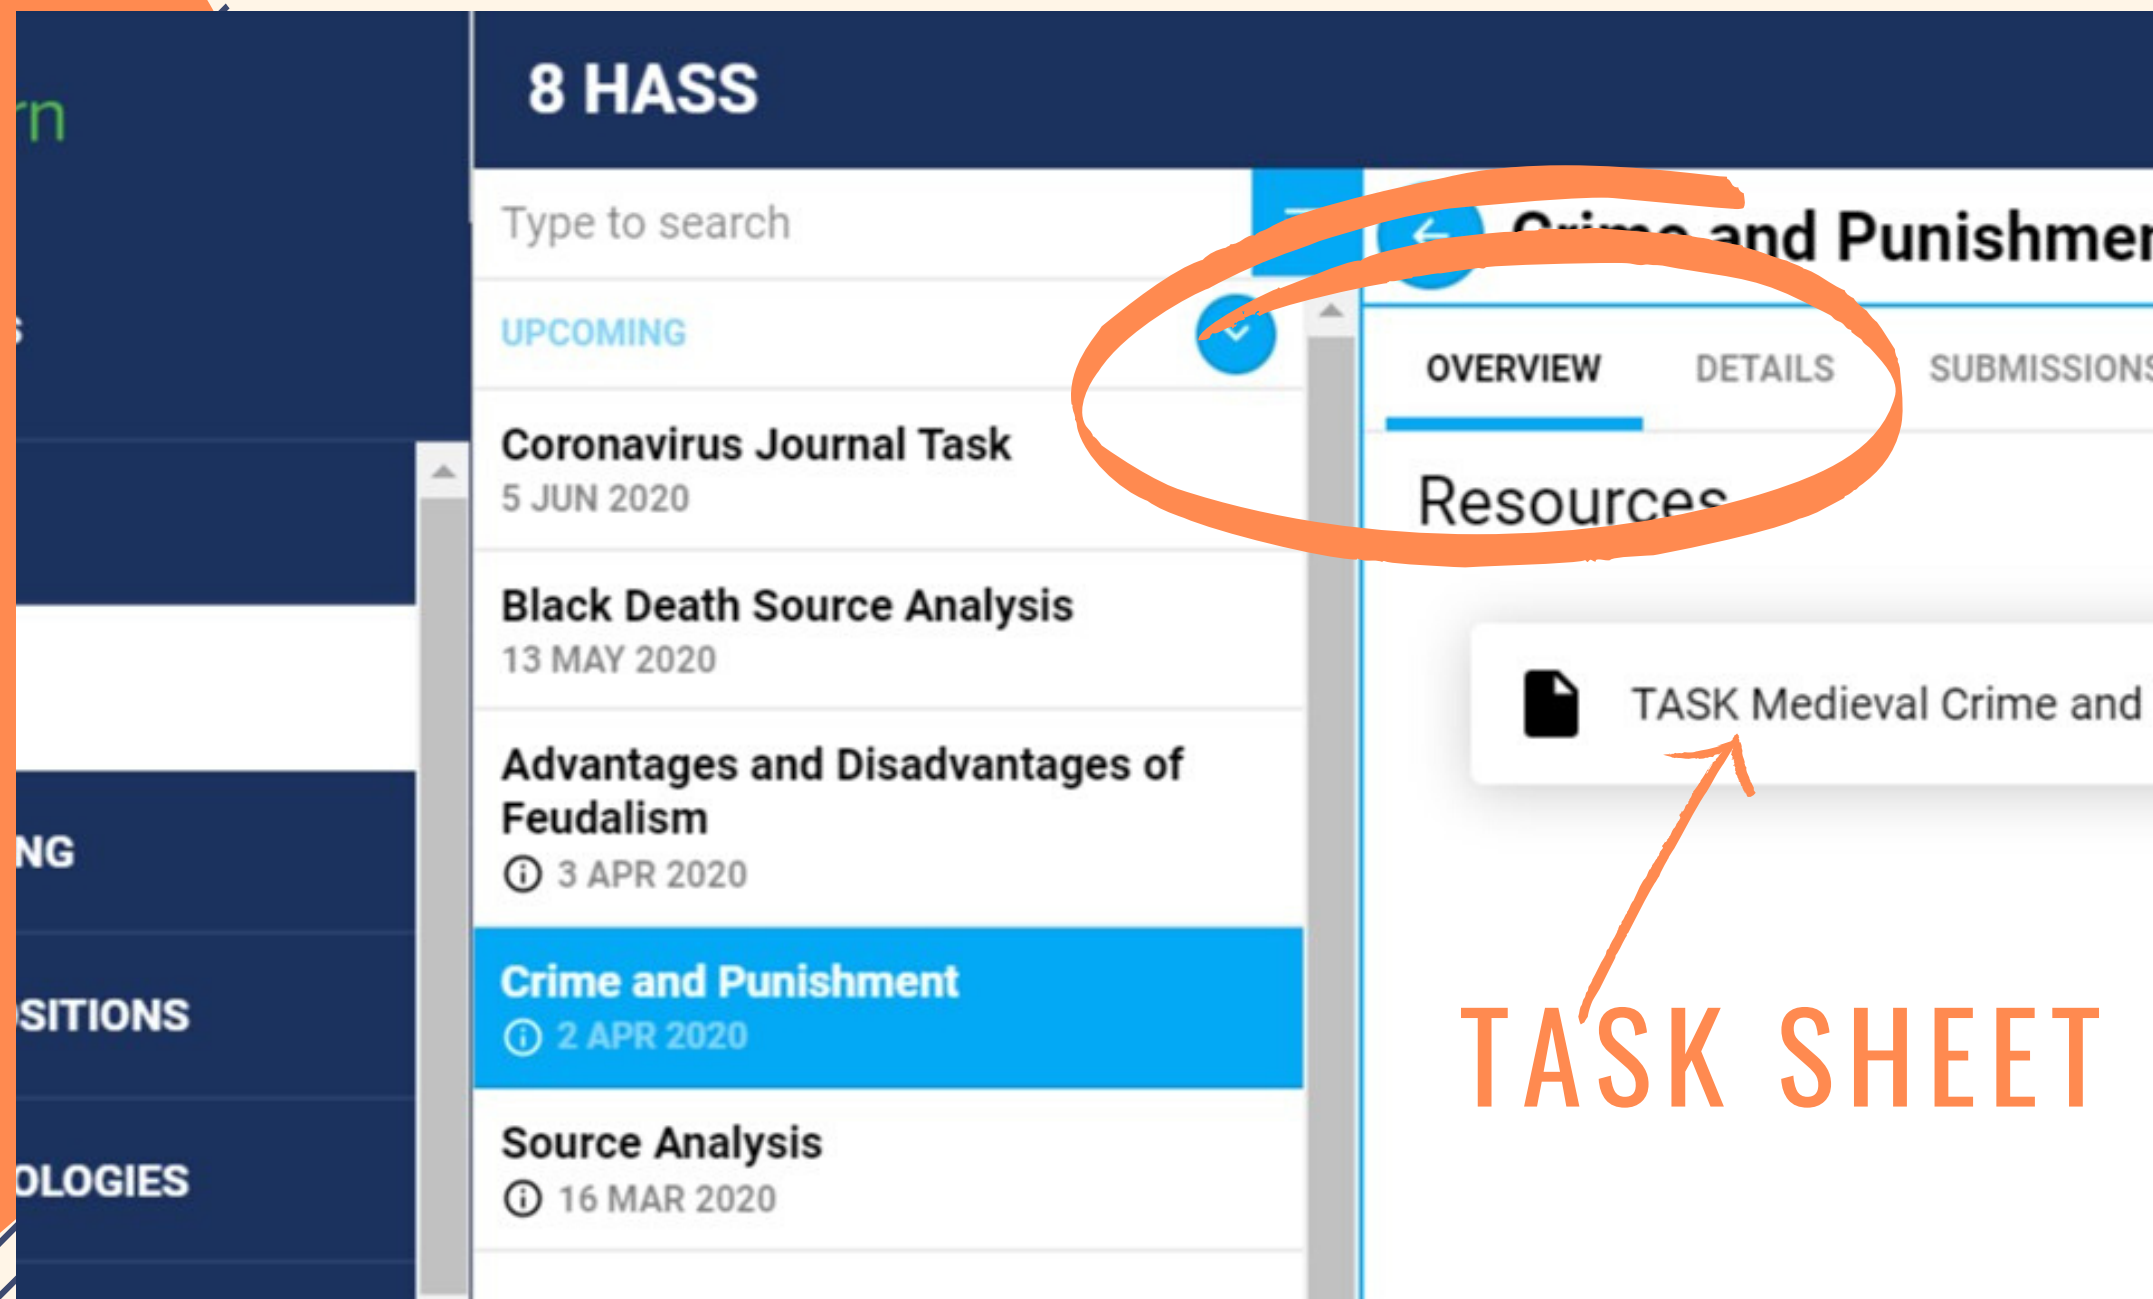 rn
S
NG
SITIONS
OLOGIES
8 HASS
Type to search
UPCOMING
Coronavirus Journal Task
5 JUN 2020
Black Death Source Analysis
13 MAY 2020
Advantages and Disadvantages of
Feudalism
3 APR 2020
Crime and Punishment
2 APR 2020
Source Analysis
16 MAR 2020
Crime and Punishmen
OVERVIEW DETAILS SUBMISSIONS
Resources
TASK Medieval Crime and
TASK SHEET